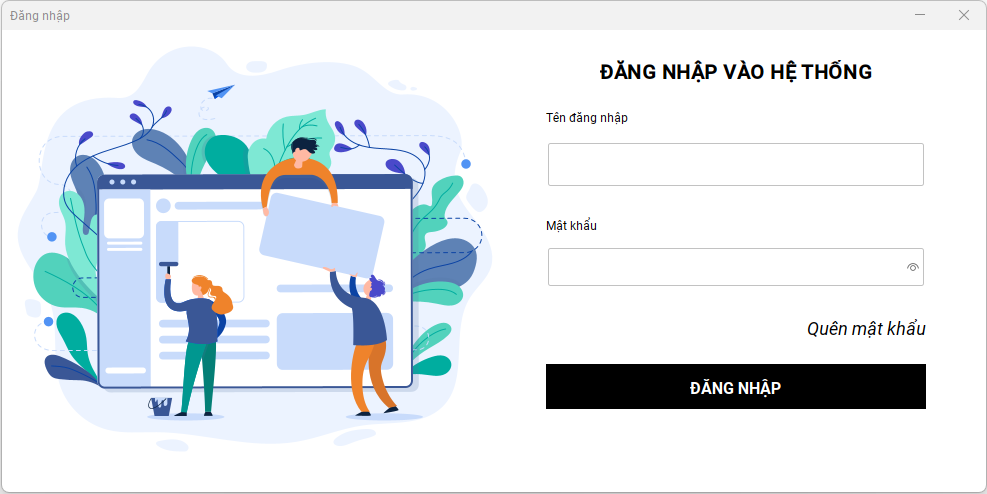 Đăng nhập
ĐĂNG NHẬP VÀO HỆ THỐNG
Tên đăng nhập
Mật khẩu
Quên mật khẩu
ĐĂNG NHẬP